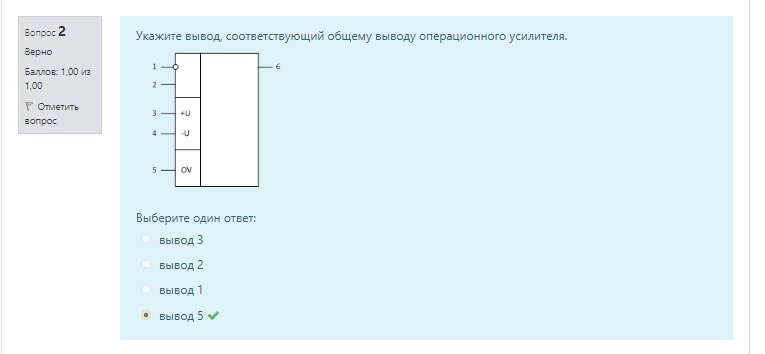 Вопрос 2
Верно
Баллов: 1,00 из
1,00
Отметить
вопрос
Укажите вывод, соответствующий общему выводу операционного усилителя.
1
6
2
3 +U
4 -U
5 OV
Выберите один ответ:
вывод 3
вывод 2
вывод 1
вывод 5